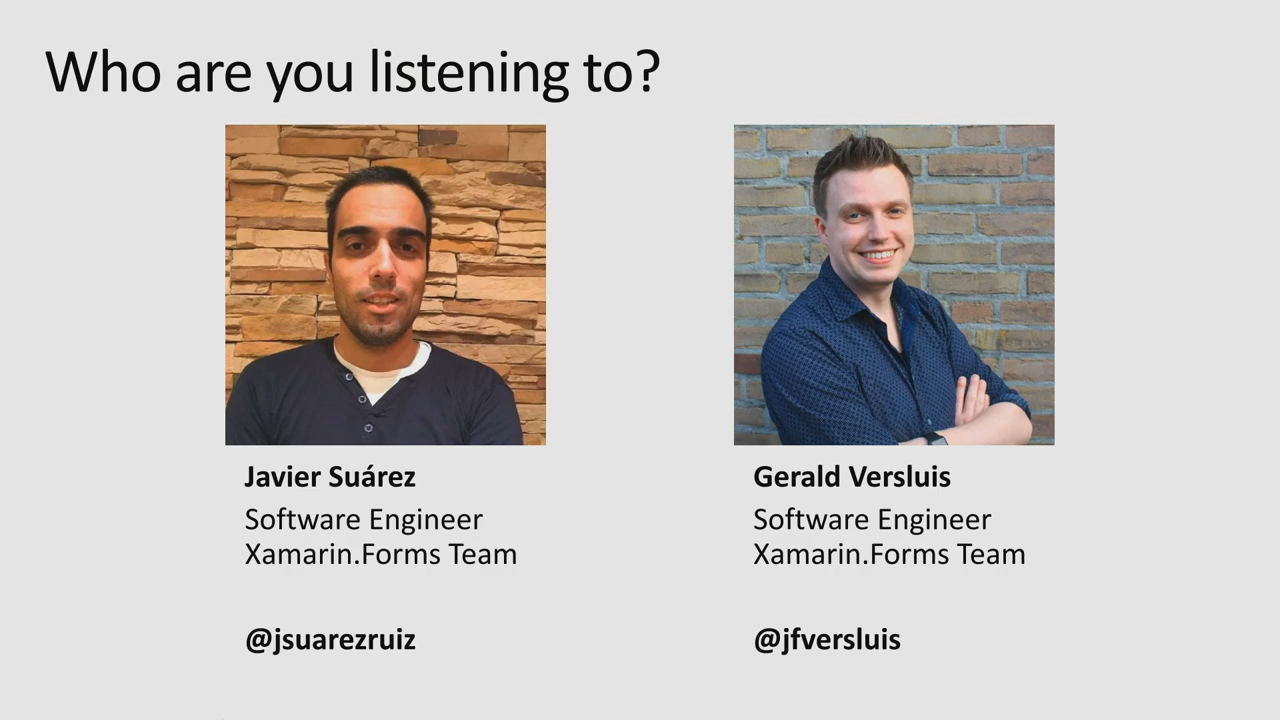 Who are you listening to?
Javier Suárez
Software Engineer
Xamarin.Forms Team
@jsuarezruiz
Gerald Versluis
Software Engineer
Xamarin.Forms Team
@jfversluis